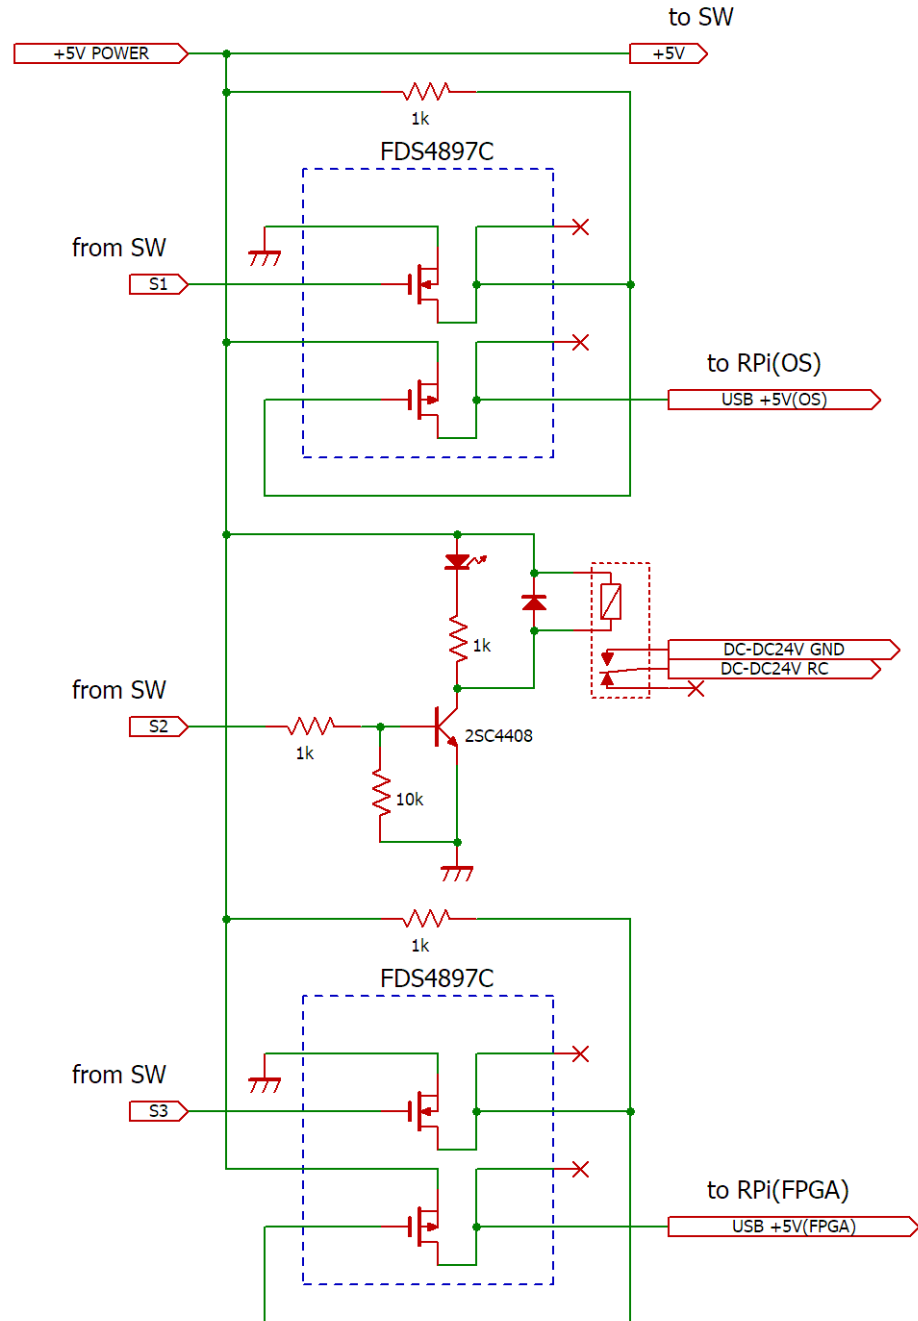 to SW
+5V POWER
+5V
1k
FDS4897C
from SW
S1
to RPi(OS)
USB +5V(OS)
1k
DC-DC24V GND
DC-DC24V RC
from SW
S2
1k
2SC4408
10k
1k
FDS4897C
from SW
S3
to RPi(FPGA)
USB +5V(FPGA)